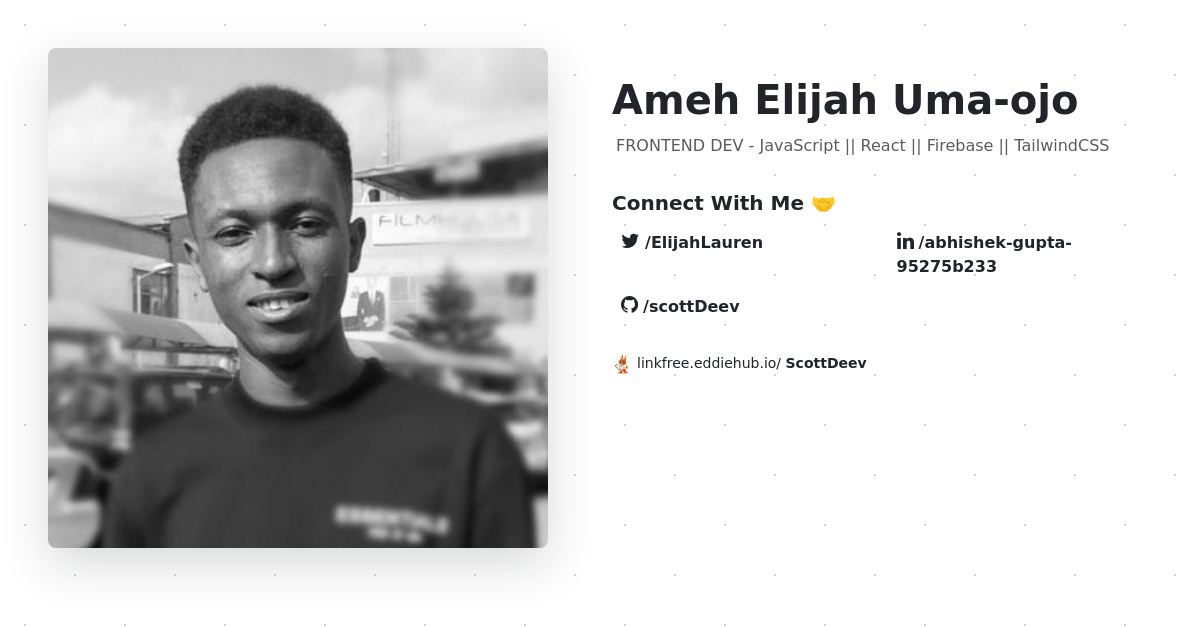 Ameh Elijah Uma-ojo
FRONTEND DEV - JavaScript || React || Firebase || TailwindCSS
Connect With Me 🤝
/ElijahLauren
/abhishek-gupta-
95275b233
/scottDeev
linkfree.eddiehub.io/ ScottDeev
ESSENTIALS